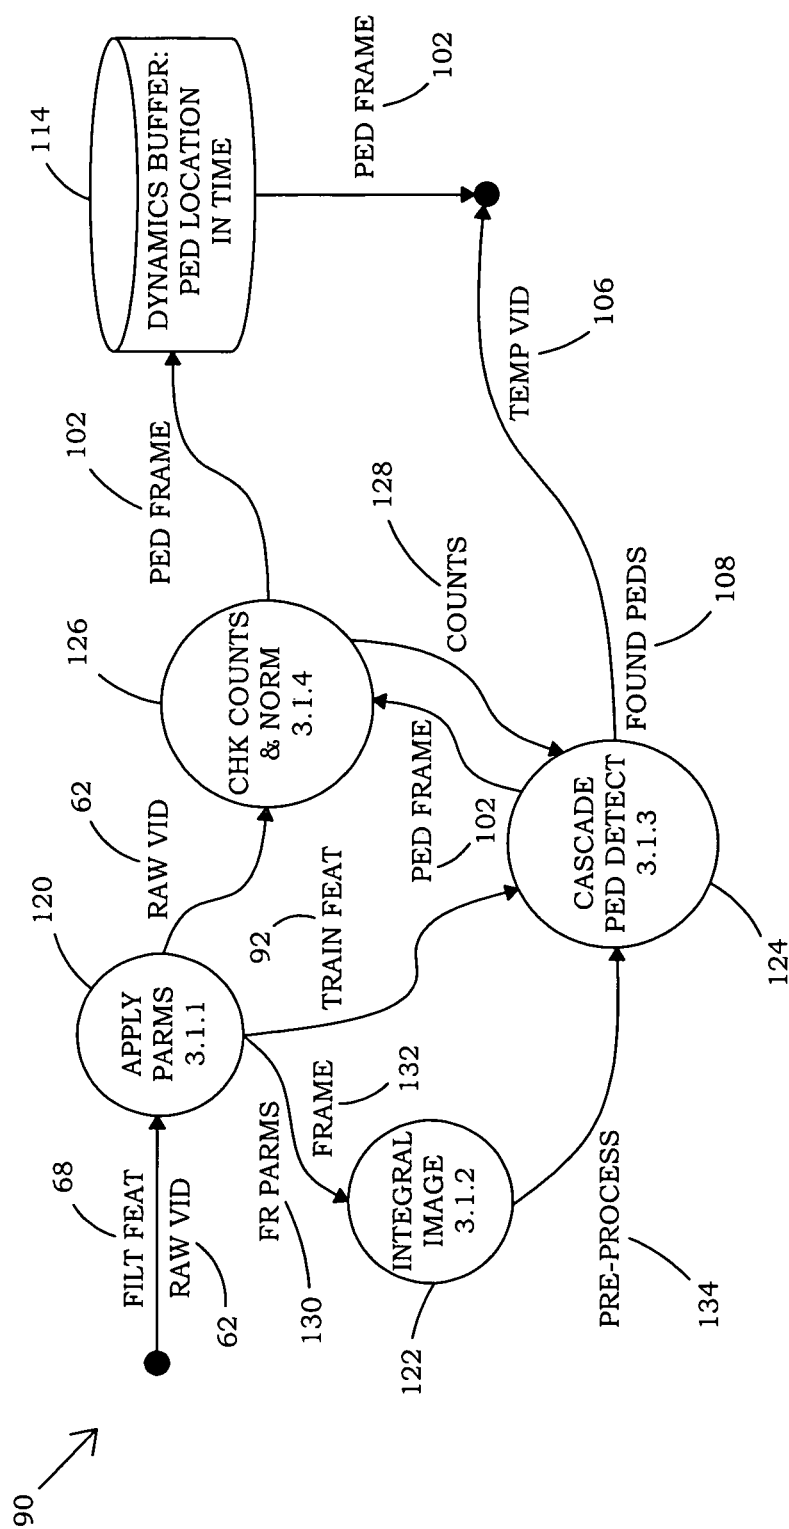 90
68
FILT FEAT
RAW VID
62
120
APPLY
PARMS
3.1.1
62
RAW VID
126
CHK COUNTS
& NORM
3.1.4
102
PED FRAME
114
DYNAMICS BUFFER:
PED LOCATION
IN TIME
PED FRAME
102
92
TRAIN FEAT
FR PARMS
130
FRAME
132
INTEGRAL
IMAGE
3.1.2
122
PRE-PROCESS
134
PED FRAME
102
COUNTS
128
CASCADE
PED DETECT
3.1.3
124
FOUND PEDS
108
TEMP VID
106